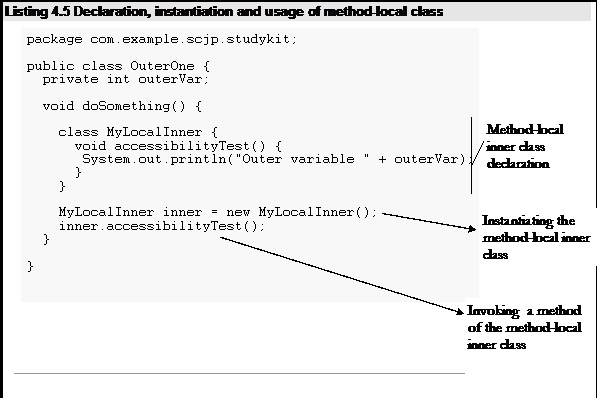 Listing 4.5 Declaration, instantiation and usage of method-local class
package com.example.scjp.studykit;
public class OuterOne {
private int outerVar;
void doSomething() {
class MyLocalInner {
void accessibilityTest() {
System.out.println("Outer variable " + outerVar);
}
}
MyLocalInner inner = new MyLocalInner();
inner.accessibilityTest();
}
}
Method-local
inner class
declaration
Instantiating the
method-local inner
class
Invoking a method
of the method-local
inner class